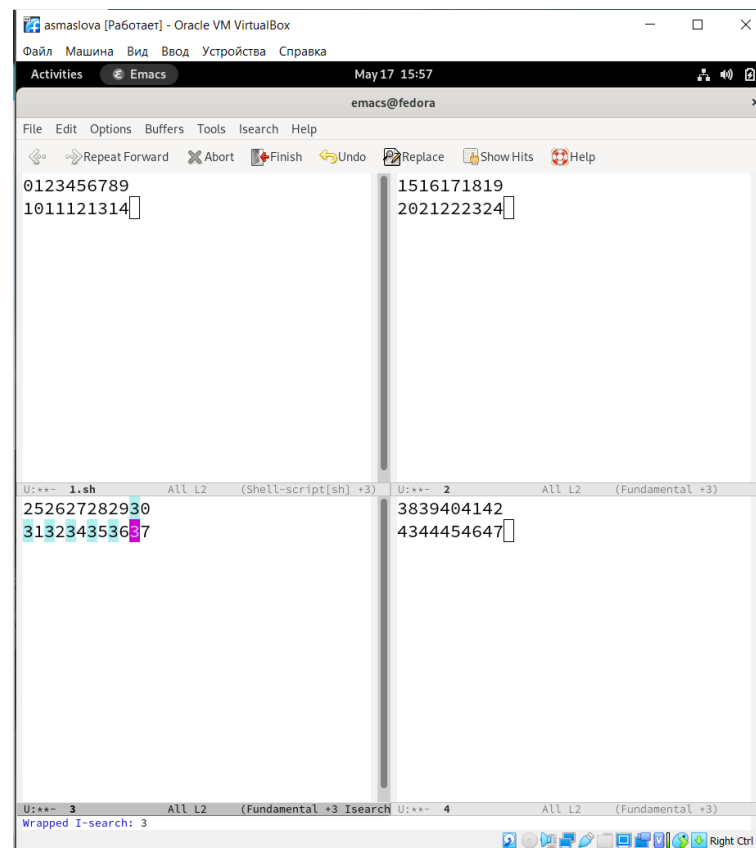 asmaslova [Работает] - Oracle VM VirtualBox
Файл Машина Вид Ввод Устройства Справка
Activities Emacs May 17 15:57
emacs@fedora
File Edit Options Buffers Tools Isearch Help
Repeat Forward Abort Finish Undo Replace Show Hits Help
0123456789
1011121314
1516171819
2021222324
U:**- 1.sh All L2 (Shell-script[sh] +3)
U:**- 2 All L2 (Fundamental +3)
252627282930
313234353637
3839404142
4344454647
U:**- 3 All L2 (Fundamental +3 Isearch
U:**- 4 All L2 (Fundamental +3)
Wrapped I-search: 3
Right Ctrl